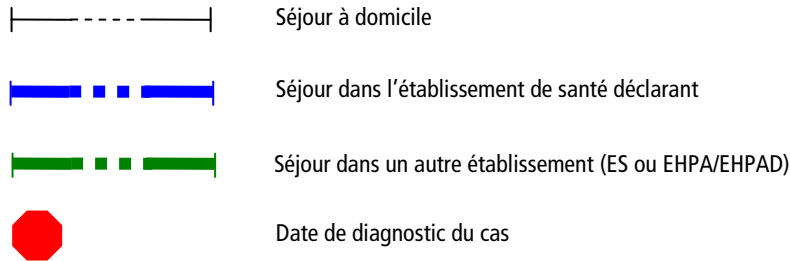 Séjour à domicile
Séjour dans l'établissement de santé déclarant
Séjour dans un autre établissement (ES ou EHPA/EHPAD)
Date de diagnostic du cas